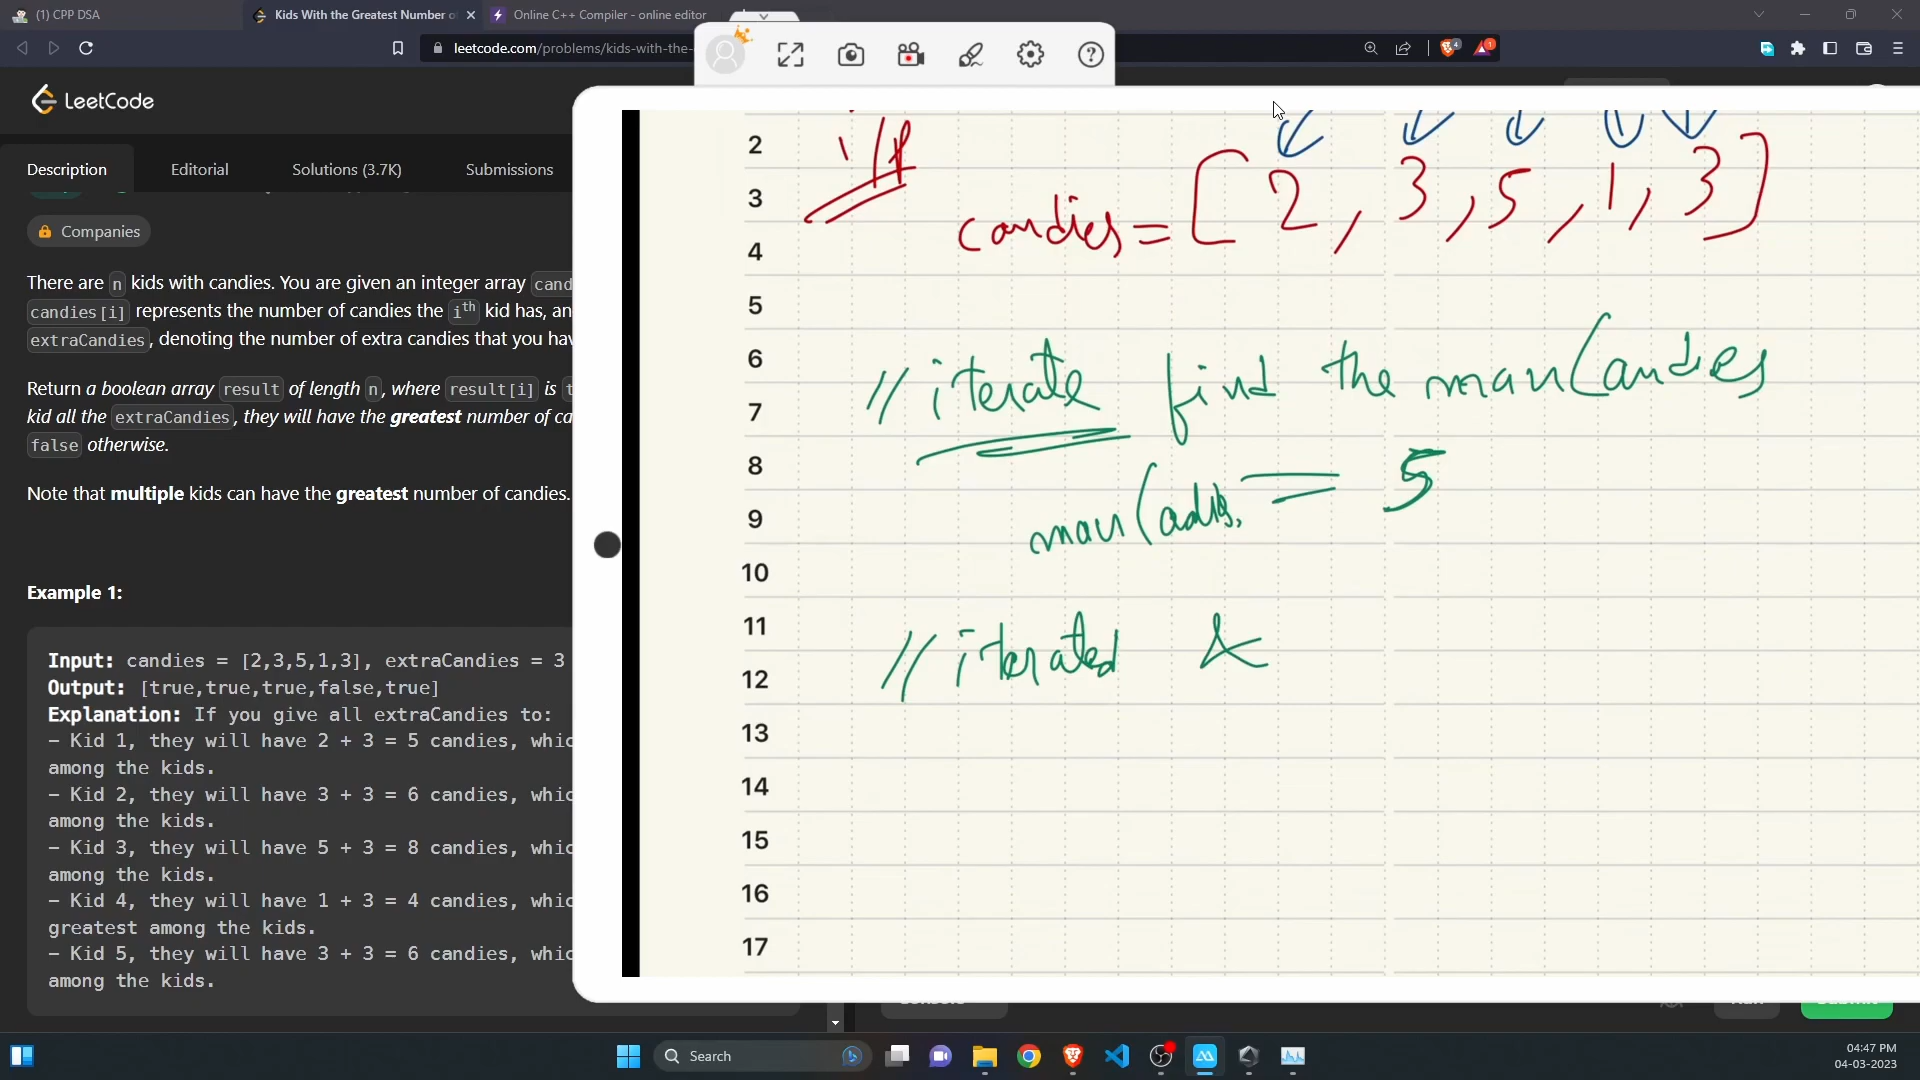 (1) CPP DSA
Kids With the Greatest Number o
Online C++ Compiler - online editor
leetcode.com/problems/kids-with-the-
4
1
LeetCode
Description
Editorial
Solutions (3.7K)
Submissions
Companies
There are n kids with candies. You are given an integer array cand
candies[i] represents the number of candies the ith kid has, an
extraCandies, denoting the number of extra candies that you hav
Return a boolean array result of length n, where result[i] is t
kid all the extraCandies, they will have the greatest number of ca
false otherwise.
Note that multiple kids can have the greatest number of candies.
Example 1:
Input: candies = [2,3,5,1,3], extraCandies = 3
Output: [true,true,true,false,true]
Explanation: If you give all extraCandies to:
- Kid 1, they will have 2 + 3 = 5 candies, whic
among the kids.
- Kid 2, they will have 3 + 3 = 6 candies, whic
among the kids.
- Kid 3, they will have 5 + 3 = 8 candies, whic
among the kids.
- Kid 4, they will have 1 + 3 = 4 candies, whic
greatest among the kids.
- Kid 5, they will have 3 + 3 = 6 candies, whic
among the kids.
2
3
4
5
6
7
8
9
10
11
12
13
14
15
16
17
i/p
candies = [2, 3, 5, 1, 3]
// iterate find the maxCandies
= 5
// iterated &
Search
04:47 PM
04-03-2023